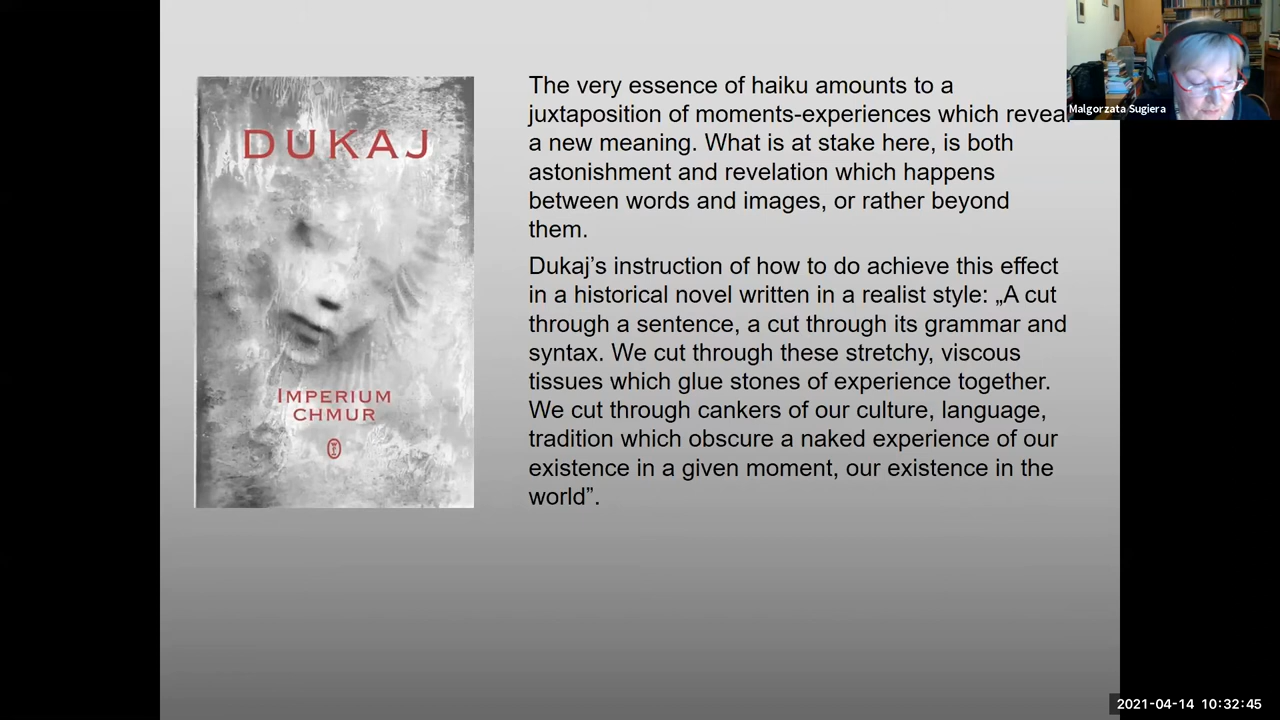 DUKAJ
IMPERIUM
CHMUR
The very essence of haiku amounts to a
juxtaposition of moments-experiences which reveal
a new meaning. What is at stake here, is both
astonishment and revelation which happens
between words and images, or rather beyond
them.
Dukaj’s instruction of how to do achieve this effect
in a historical novel written in a realist style: „A cut
through a sentence, a cut through its grammar and
syntax. We cut through these stretchy, viscous
tissues which glue stones of experience together.
We cut through cankers of our culture, language,
tradition which obscure a naked experience of our
existence in a given moment, our existence in the
world”.
Malgorzata Sugiera
2021-04-14 10:32:45